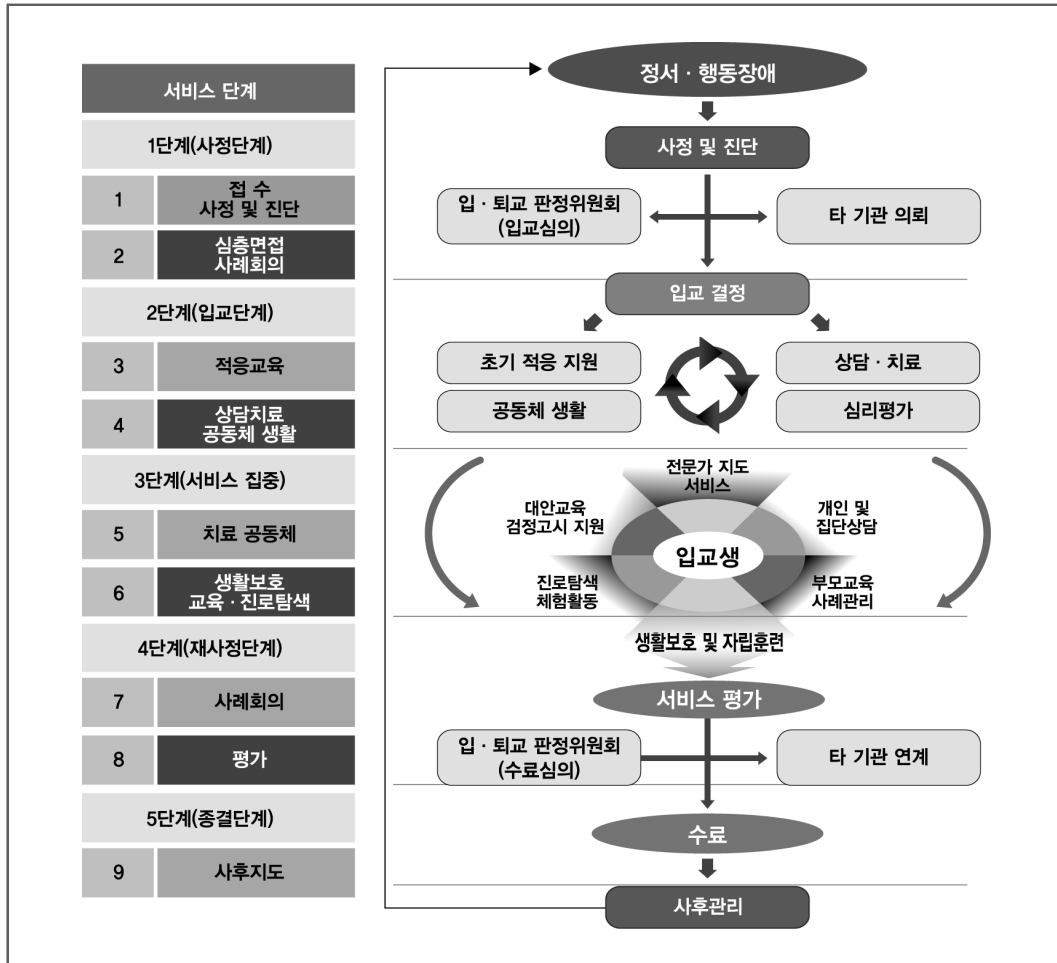 서비스 단계
1단계(사정단계)
1
접 수
사정 및 진단
2
심층면접
사례회의
2단계(입교단계)
3
적응교육
4
상담치료
공동체 생활
3단계(서비스 집중)
5
치료 공동체
6
생활보호
교육 · 진로탐색
4단계(재사정단계)
7
사례회의
8
평가
5단계(종결단계)
9
사후지도
정서 · 행동장애
사정 및 진단
입 · 퇴교 판정위원회
(입교심의)
타 기관 의뢰
입교 결정
초기 적응 지원
상담 · 치료
공동체 생활
심리평가
전문가 지도
서비스
대안교육
검정고시 지원
개인 및
집단상담
입교생
진로탐색
체험활동
부모교육
사례관리
생활보호 및 자립훈련
서비스 평가
입 · 퇴교 판정위원회
(수료심의)
타 기관 연계
수료
사후관리